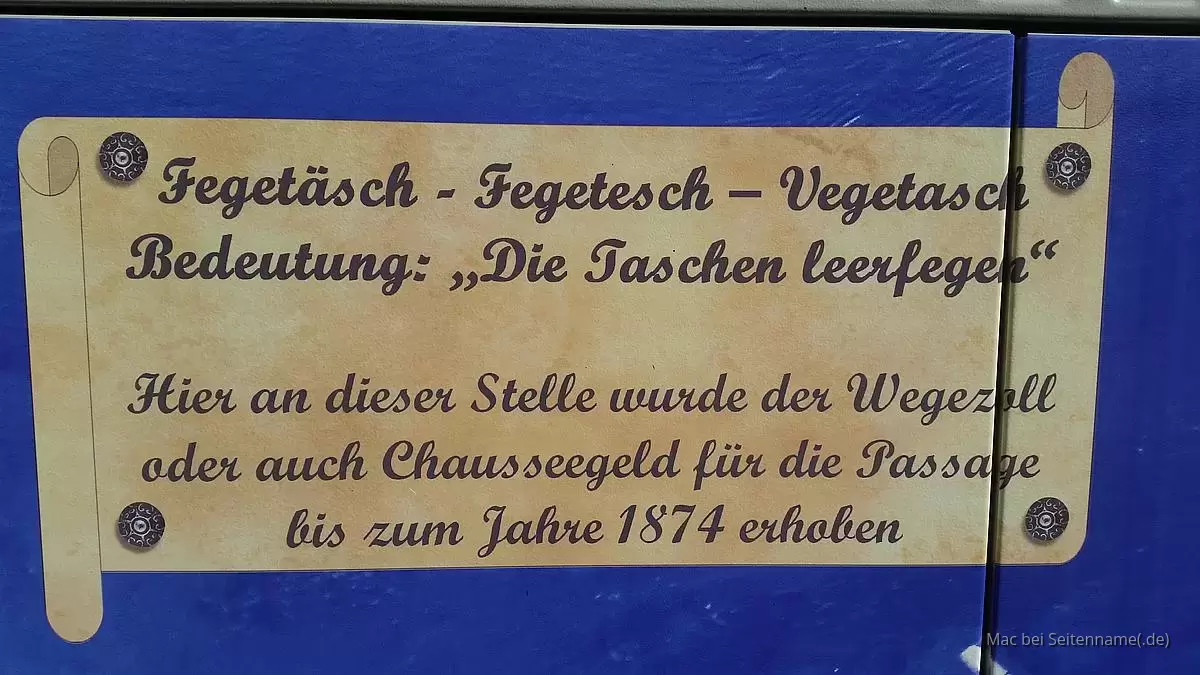 Fegetäsch - Fegetesch – Vegetasch
Bedeutung: „Die Taschen leerfegen“
Hier an dieser Stelle wurde der Wegezoll
oder auch Chausseegeld für die Passage
bis zum Jahre 1874 erhoben
Mac bei Seitenname(.de)